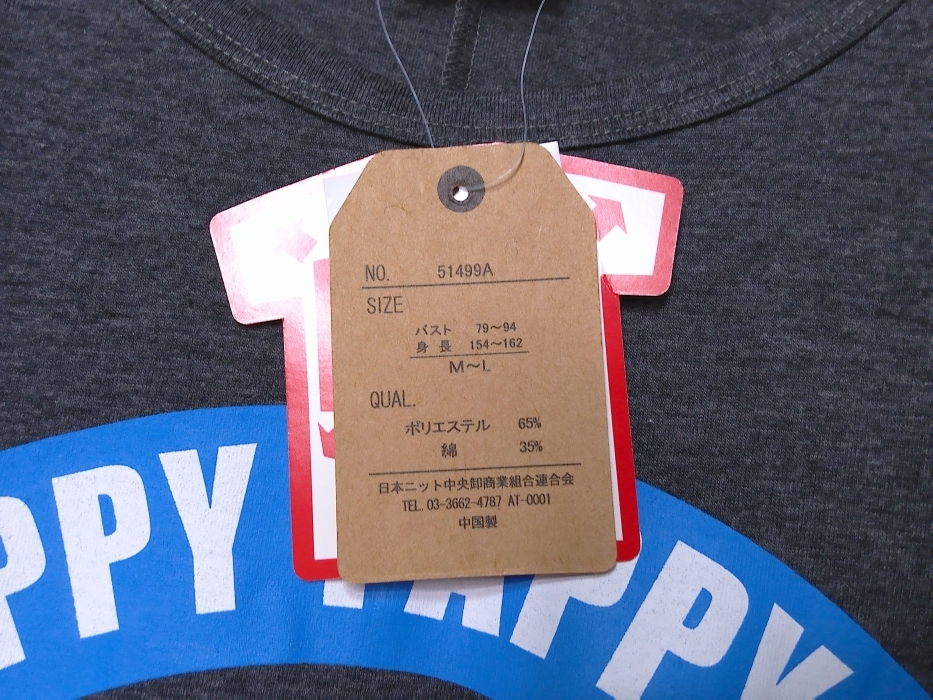 NO. 51499A
SIZE
バスト 79～94
身長 154～162
M～L
QUAL.
ポリエステル 65%
綿 35%
日本ニット中央卸商業組合連合会
TEL. 03-3662-4787 AT-0001
中国製